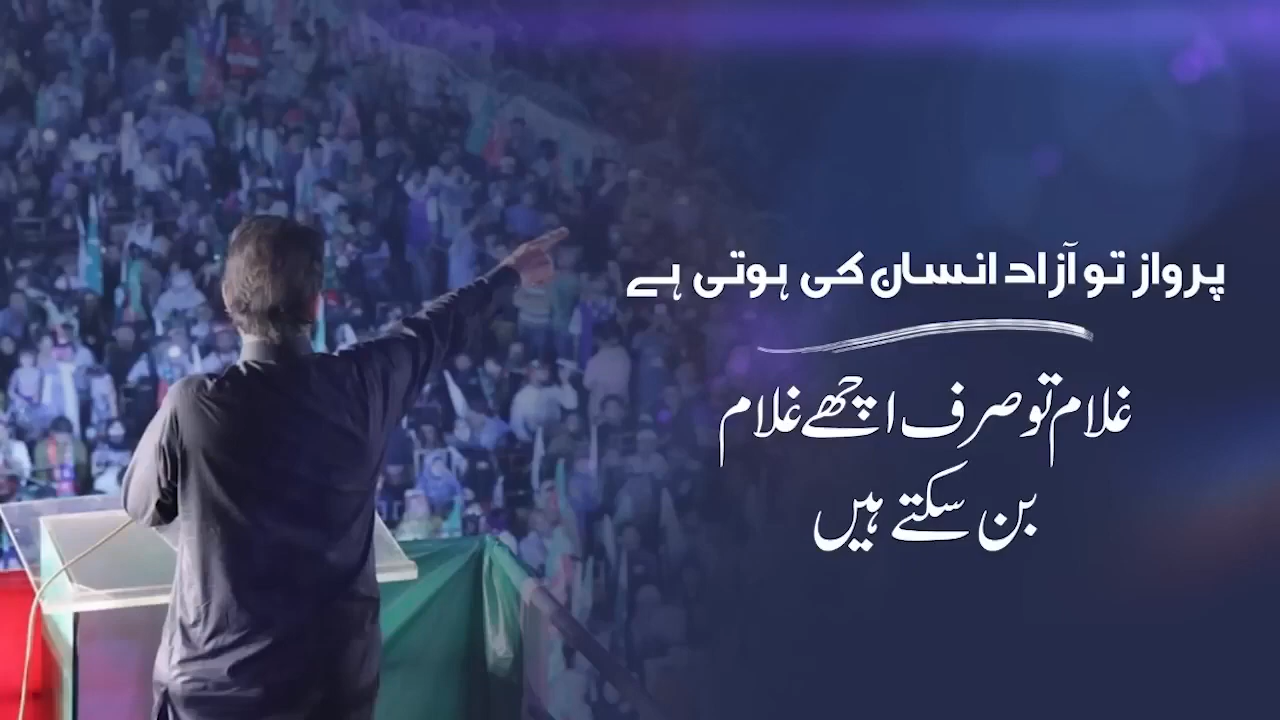 پرواز تو آزاد انسان کی ہوتی ہے
غلام تو صرف اچھے غلام
بن سکتے ہیں